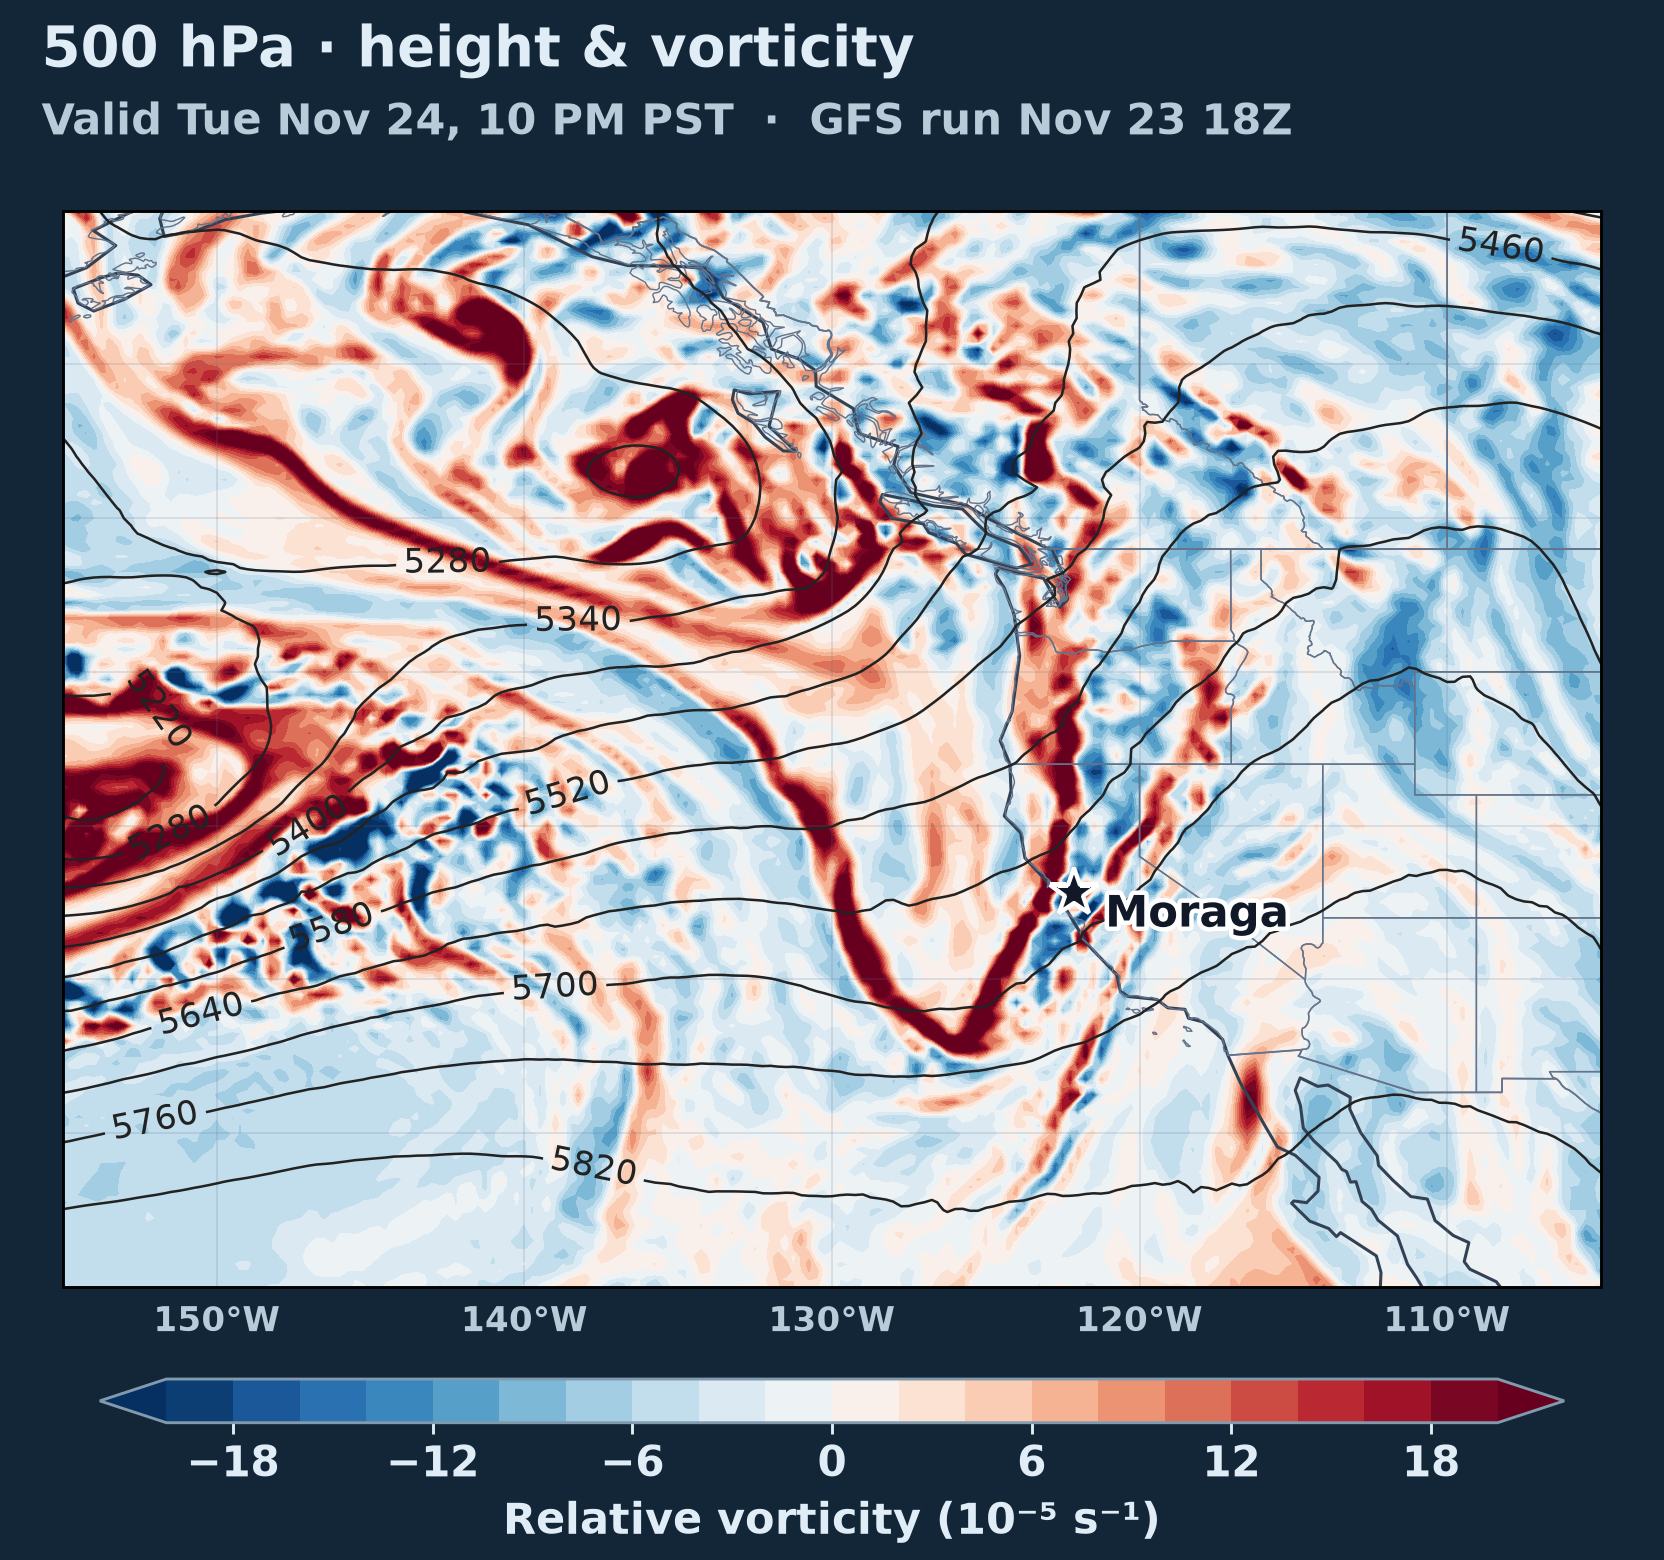 500 hPa · height & vorticity
Valid Tue Nov 24, 10 PM PST · GFS run Nov 23 18Z
5460
5280
5340
5220
5520
5280
5400
5580
Moraga
5700
5640
5760
5820
150°W 140°W 130°W 120°W 110°W
−18 −12 −6 0 6 12 18
Relative vorticity (10⁻⁵ s⁻¹)